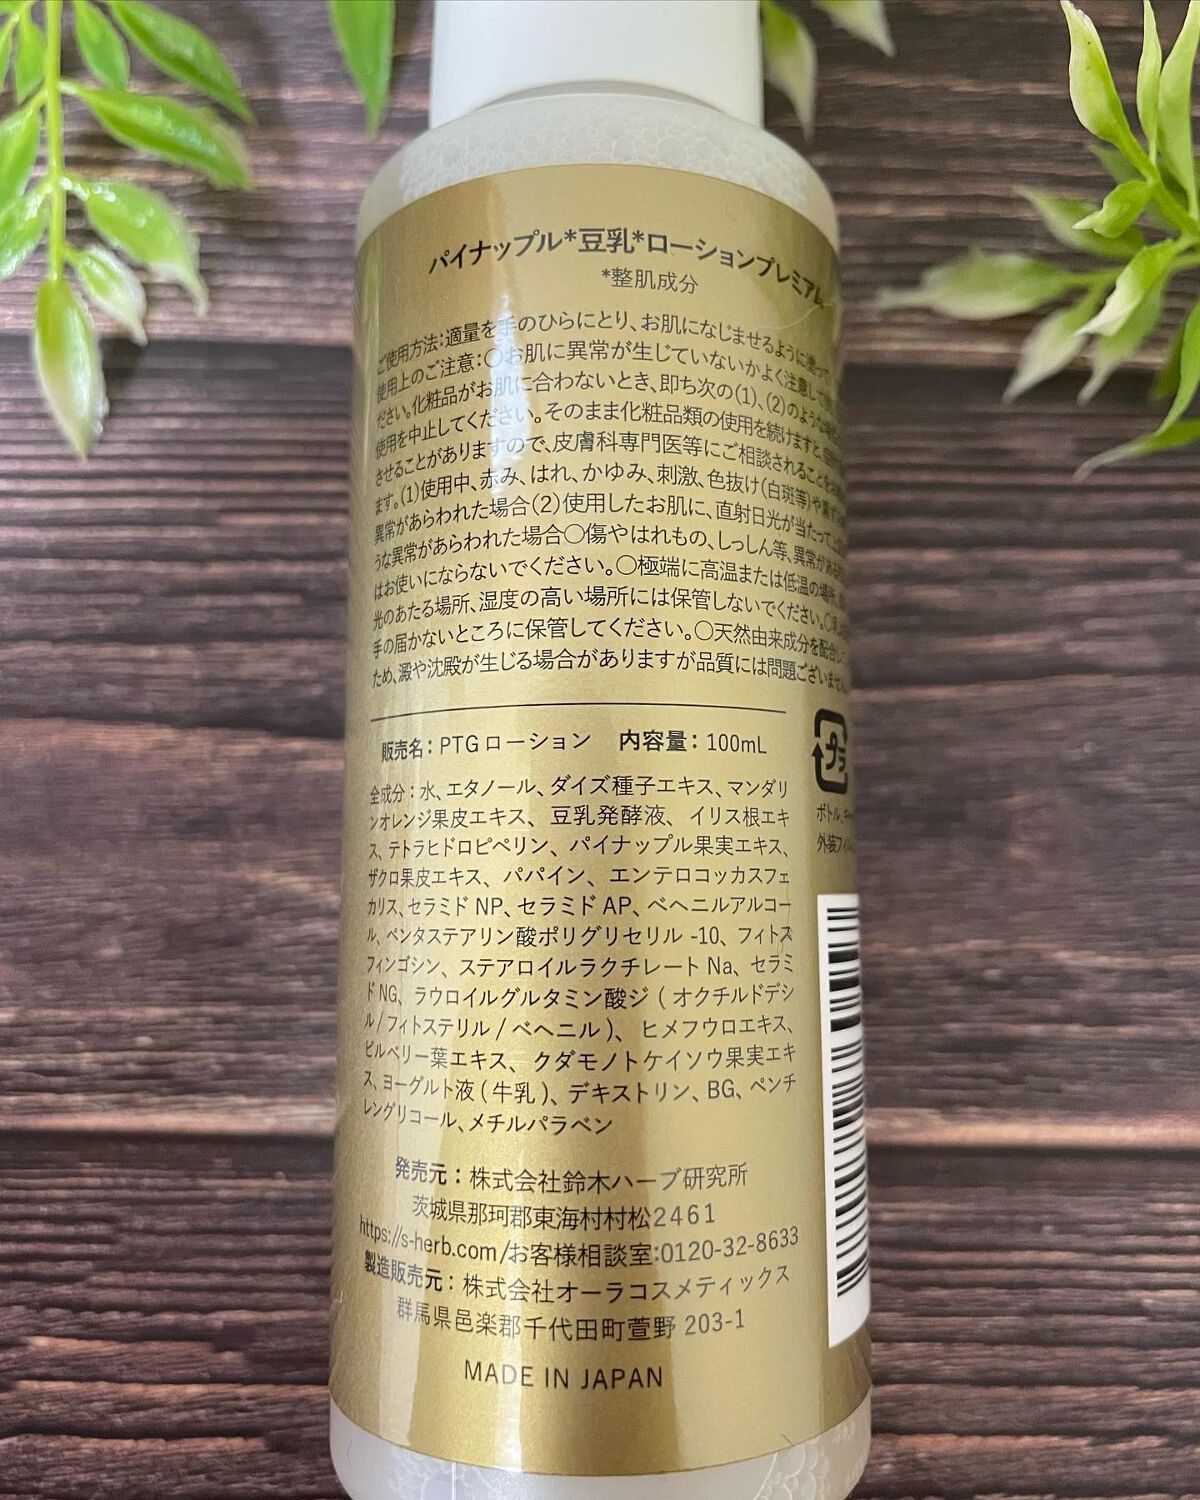 パイナップル*豆乳*ローションプレミアム
*整肌成分
ご使用方法：適量を手のひらにとり、お肌になじませるように塗って
使用上のご注意：○お肌に異常が生じていないかよく注意して使
ださい。化粧品がお肌に合わないとき、即ち次の(1)、(2)のような
使用を中止してください。そのまま化粧品類の使用を続けますと、
させることがありますので、皮膚科専門医等にご相談されることを
ます。(1)使用中、赤み、はれ、かゆみ、刺激、色抜け(白斑等)や
異常があらわれた場合(2)使用したお肌に、直射日光が当たって上
うな異常があらわれた場合○傷やはれもの、しっしん等、異常がある
はお使いにならないでください。○極端に高温または低温の場所、
光のあたる場所、湿度の高い場所には保管しないでください。○
手の届かないところに保管してください。○天然由来成分を配合し
ため、澱や沈殿が生じる場合がありますが品質には問題ございません。
販売名：PTGローション　内容量：100mL
プラ
全成分：水、エタノール、ダイズ種子エキス、マンダリ
ンオレンジ果皮エキス、豆乳発酵液、イリス根エキ
ス、テトラヒドロピペリン、パイナップル果実エキス、
ザクロ果皮エキス、パパイン、エンテロコッカスフェ
カリス、セラミドNP、セラミドAP、ベヘニルアルコー
ル、ペンタステアリン酸ポリグリセリル-10、フィトス
フィンゴシン、ステアロイルラクチレートNa、セラミ
ドNG、ラウロイルグルタミン酸ジ(オクチルドデシ
ル/フィトステリル/ベヘニル)、ヒメフウロエキス、
ビルベリー葉エキス、クダモノトケイソウ果実エキ
ス、ヨーグルト液(牛乳)、デキストリン、BG、ペンチ
レングリコール、メチルパラベン
ボトル、キャ
外装フィルム
発売元：株式会社鈴木ハーブ研究所
茨城県那珂郡東海村村松2461
https://s-herb.com/お客様相談室:0120-32-8633
製造販売元：株式会社オーラコスメティックス
群馬県邑楽郡千代田町萱野203-1
MADE IN JAPAN